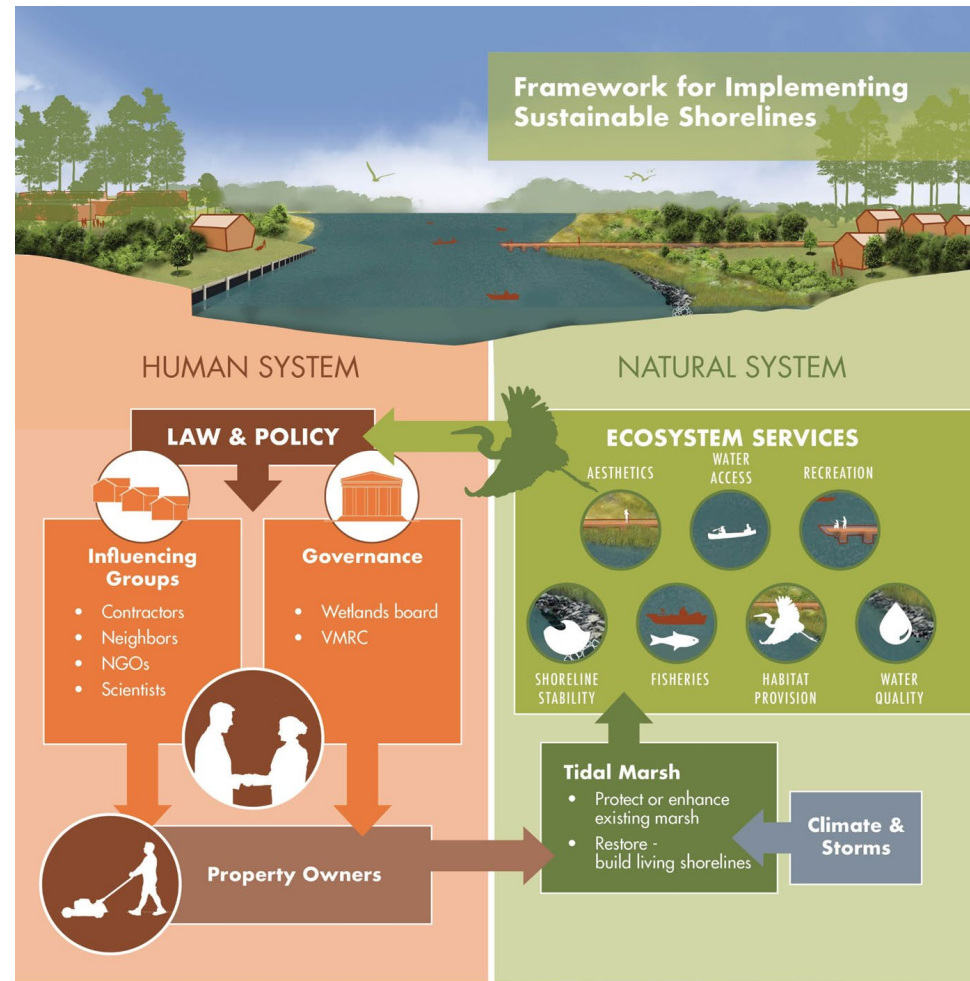 Framework for Implementing
Sustainable Shorelines
HUMAN SYSTEM
NATURAL SYSTEM
LAW & POLICY
Influencing
Groups
• Contractors
• Neighbors
• NGOs
• Scientists
Governance
• Wetlands board
• VMRC
Property Owners
ECOSYSTEM SERVICES
AESTHETICS
WATER
ACCESS
RECREATION
SHORELINE
STABILITY
FISHERIES
HABITAT
PROVISION
WATER
QUALITY
Tidal Marsh
• Protect or enhance
existing marsh
• Restore -
build living shorelines
Climate &
Storms